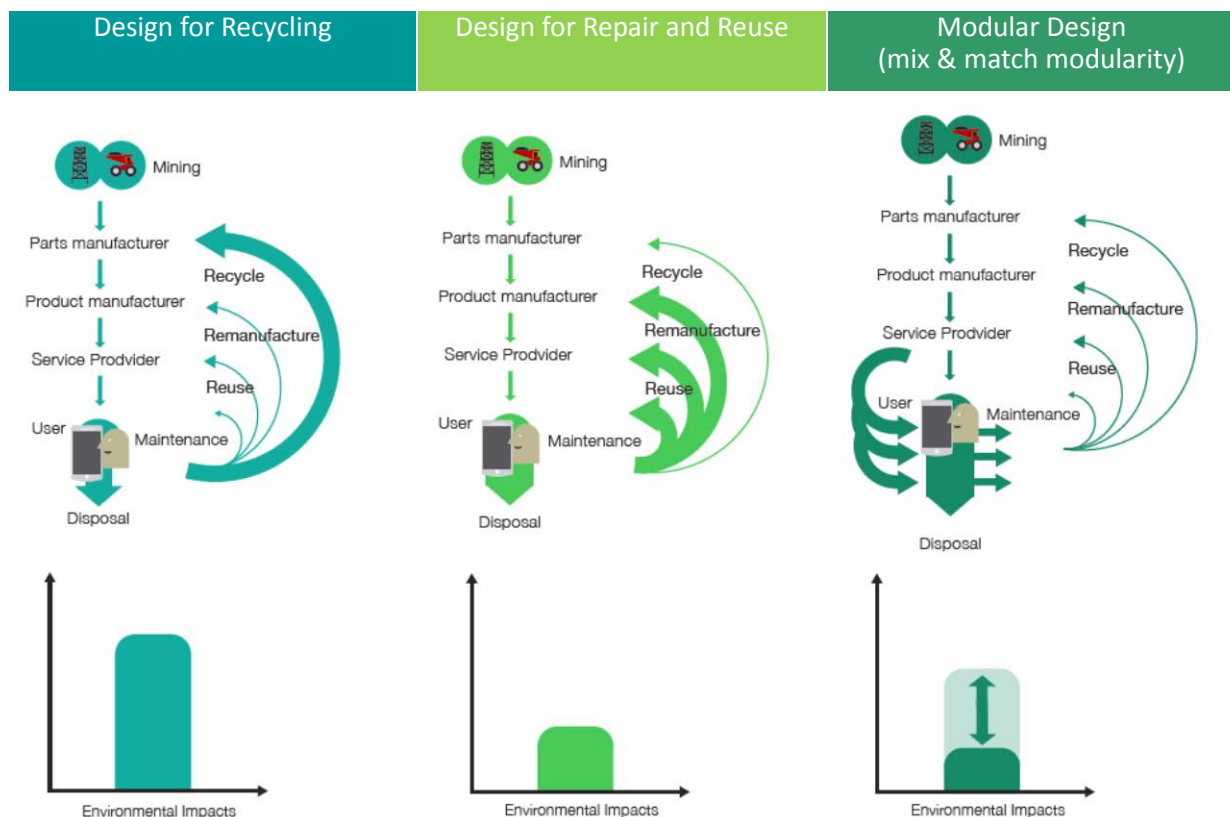 Design for Recycling
Design for Repair and Reuse
Modular Design
(mix & match modularity)
Mining
Parts manufacturer
Recycle
Product manufacturer
Remanufacture
Service Prodvider
Reuse
User
Maintenance
Disposal
Environmental Impacts
Mining
Parts manufacturer
Recycle
Product manufacturer
Remanufacture
Service Prodvider
Reuse
User
Maintenance
Disposal
Environmental Impacts
Mining
Parts manufacturer
Recycle
Product manufacturer
Remanufacture
Service Prodvider
Reuse
User
Maintenance
Disposal
Environmental Impacts